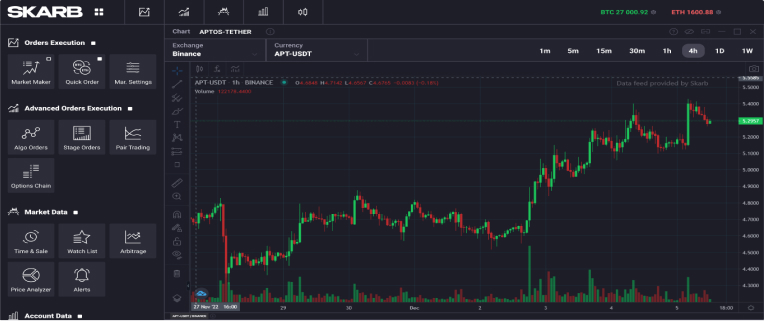 SKARB
BTC 27 000.92
ETH 1600.88
Chart APTOS-TETHER
Orders Execution
Market Maker
Quick Order
Mar. Settings
Advanced Orders Execution
Algo Orders
Stage Orders
Pair Trading
Options Chain
Market Data
Time & Sale
Watch List
Arbitrage
Price Analyzer
Alerts
Account Data
Exchange
Binance
Currency
APT-USDT
1m 5m 15m 30m 1h 4h 1D 1W
APT-USDT 1h BINANCE
Volume
Data feed provided by Skarb
5.5000
5.4000
5.2957
5.2000
5.1000
5.0000
4.9000
4.8000
4.7000
4.6000
4.5000
4.4000
4.3000
27 Nov '22 16:00
29
30
Dec
2
3
4
5
18:00
APT-USDT | BINANCE